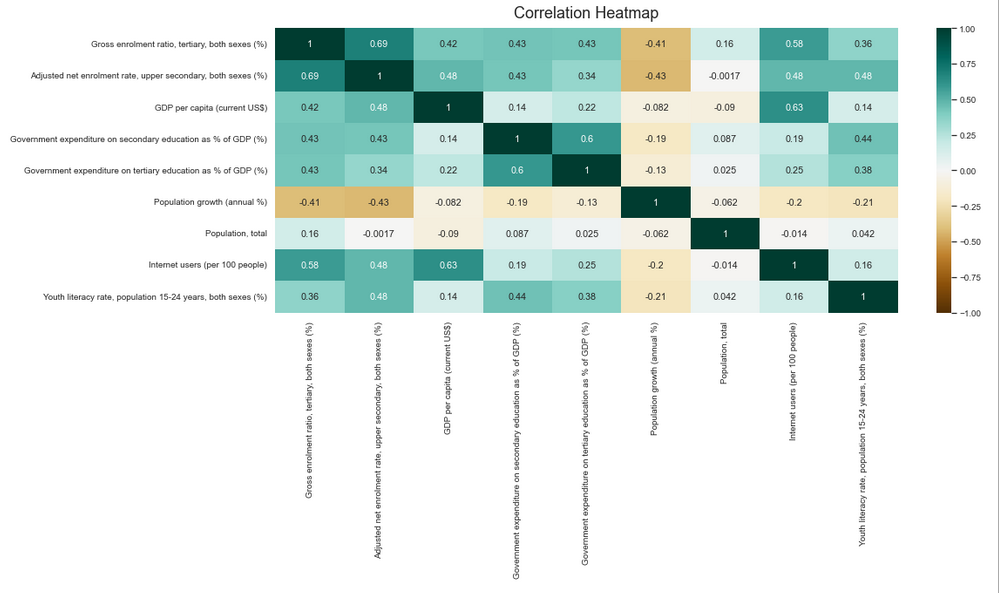 Correlation Heatmap
Gross enrolment ratio, tertiary, both sexes (%) 1 0.69 0.42 0.43 0.43 -0.41 0.16 0.58 0.36
Adjusted net enrolment rate, upper secondary, both sexes (%) 0.69 1 0.48 0.43 0.34 -0.43 -0.0017 0.48 0.48
GDP per capita (current US$) 0.42 0.48 1 0.14 0.22 -0.082 -0.09 0.63 0.14
Government expenditure on secondary education as % of GDP (%) 0.43 0.43 0.14 1 0.6 -0.19 0.087 0.19 0.44
Government expenditure on tertiary education as % of GDP (%) 0.43 0.34 0.22 0.6 1 -0.13 0.025 0.25 0.38
Population growth (annual %) -0.41 -0.43 -0.082 -0.19 -0.13 1 -0.062 -0.2 -0.21
Population, total 0.16 -0.0017 -0.09 0.087 0.025 -0.062 1 -0.014 0.042
Internet users (per 100 people) 0.58 0.48 0.63 0.19 0.25 -0.2 -0.014 1 0.16
Youth literacy rate, population 15-24 years, both sexes (%) 0.36 0.48 0.14 0.44 0.38 -0.21 0.042 0.16 1
Gross enrolment ratio, tertiary, both sexes (%)
Adjusted net enrolment rate, upper secondary, both sexes (%)
GDP per capita (current US$)
Government expenditure on secondary education as % of GDP (%)
Government expenditure on tertiary education as % of GDP (%)
Population growth (annual %)
Population, total
Internet users (per 100 people)
Youth literacy rate, population 15-24 years, both sexes (%)
1.00
0.75
0.50
0.25
0.00
−0.25
−0.50
−0.75
−1.00